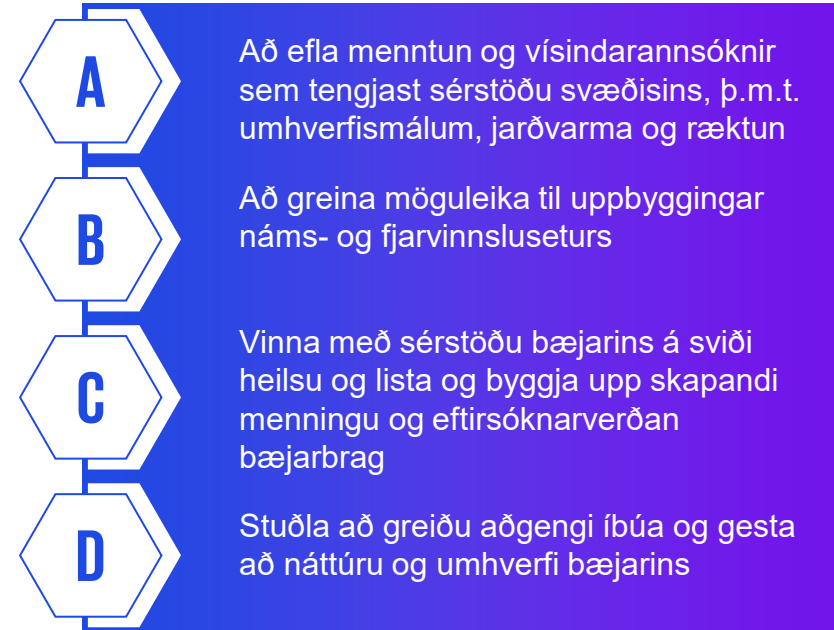 A
Að efla menntun og vísindarannsóknir
sem tengjast sérstöðu svæðisins, þ.m.t.
umhverfismálum, jarðvarma og ræktun
B
Að greina möguleika til uppbyggingar
náms- og fjarvinnsluseturs
C
Vinna með sérstöðu bæjarins á sviði
heilsu og lista og byggja upp skapandi
menningu og eftirsóknarverðan
bæjarbrag
D
Stuðla að greiðu aðgengi íbúa og gesta
að náttúru og umhverfi bæjarins